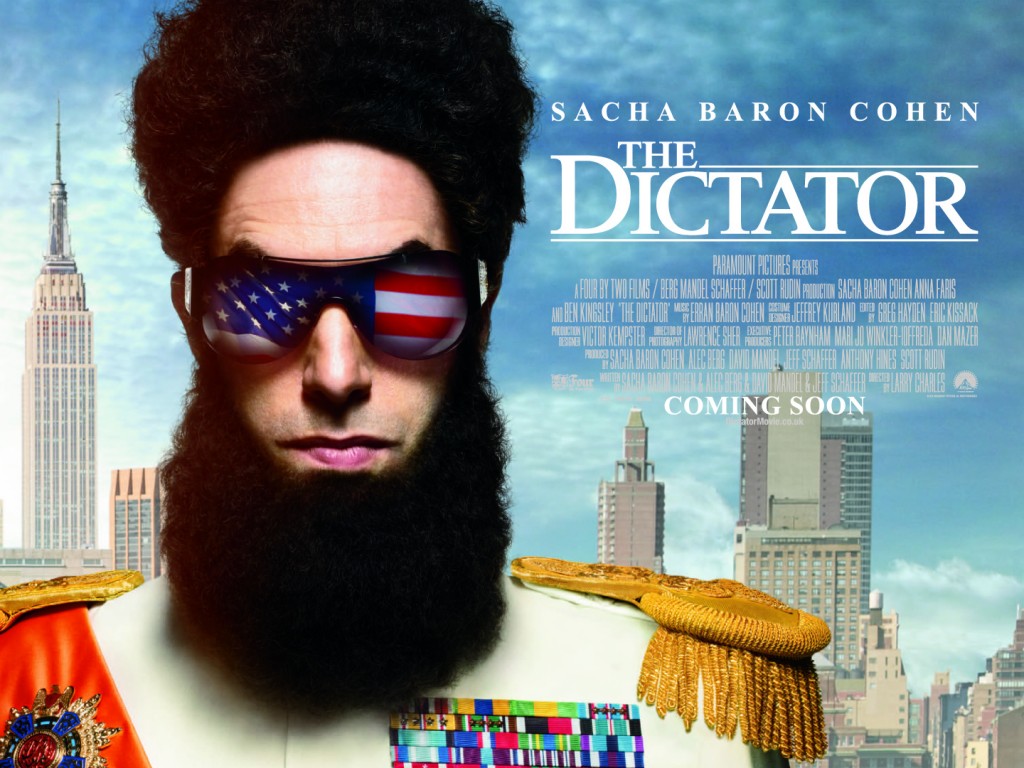 SACHA BARON COHEN
THE
DICTATOR
PARAMOUNT PICTURES PRESENTS
A FOUR BY TWO FILMS / BERG MANDEL SCHAFFER / SCOTT RUDIN PRODUCTION SACHA BARON COHEN ANNA FARIS
AND BEN KINGSLEY "THE DICTATOR" MUSIC BY ERRAN BARON COHEN COSTUME DESIGNER JEFFREY KURLAND EDITED BY GREG HAYDEN ERIC KISSACK
PRODUCTION DESIGNER VICTOR KEMPSTER DIRECTOR OF PHOTOGRAPHY LAWRENCE SHER EXECUTIVE PRODUCERS PETER BAYNHAM MARI JO WINKLER-IOFFREDA DAN MAZER
PRODUCED BY SACHA BARON COHEN ALEC BERG DAVID MANDEL JEFF SCHAFFER ANTHONY HINES SCOTT RUDIN
WRITTEN BY SACHA BARON COHEN & ALEC BERG & DAVID MANDEL & JEFF SCHAFFER DIRECTED BY LARRY CHARLES
COMING SOON
DictatorMovie.co.uk